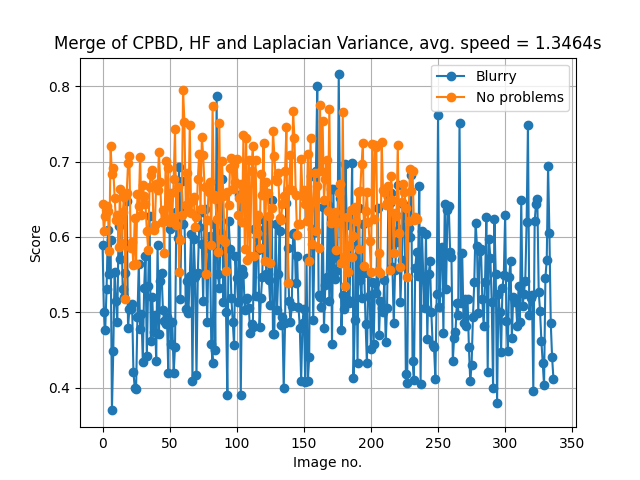 Merge of CPBD, HF and Laplacian Variance, avg. speed = 1.3464s
Blurry
No problems
Score
0.8
0.7
0.6
0.5
0.4
0 50 100 150 200 250 300 350
Image no.